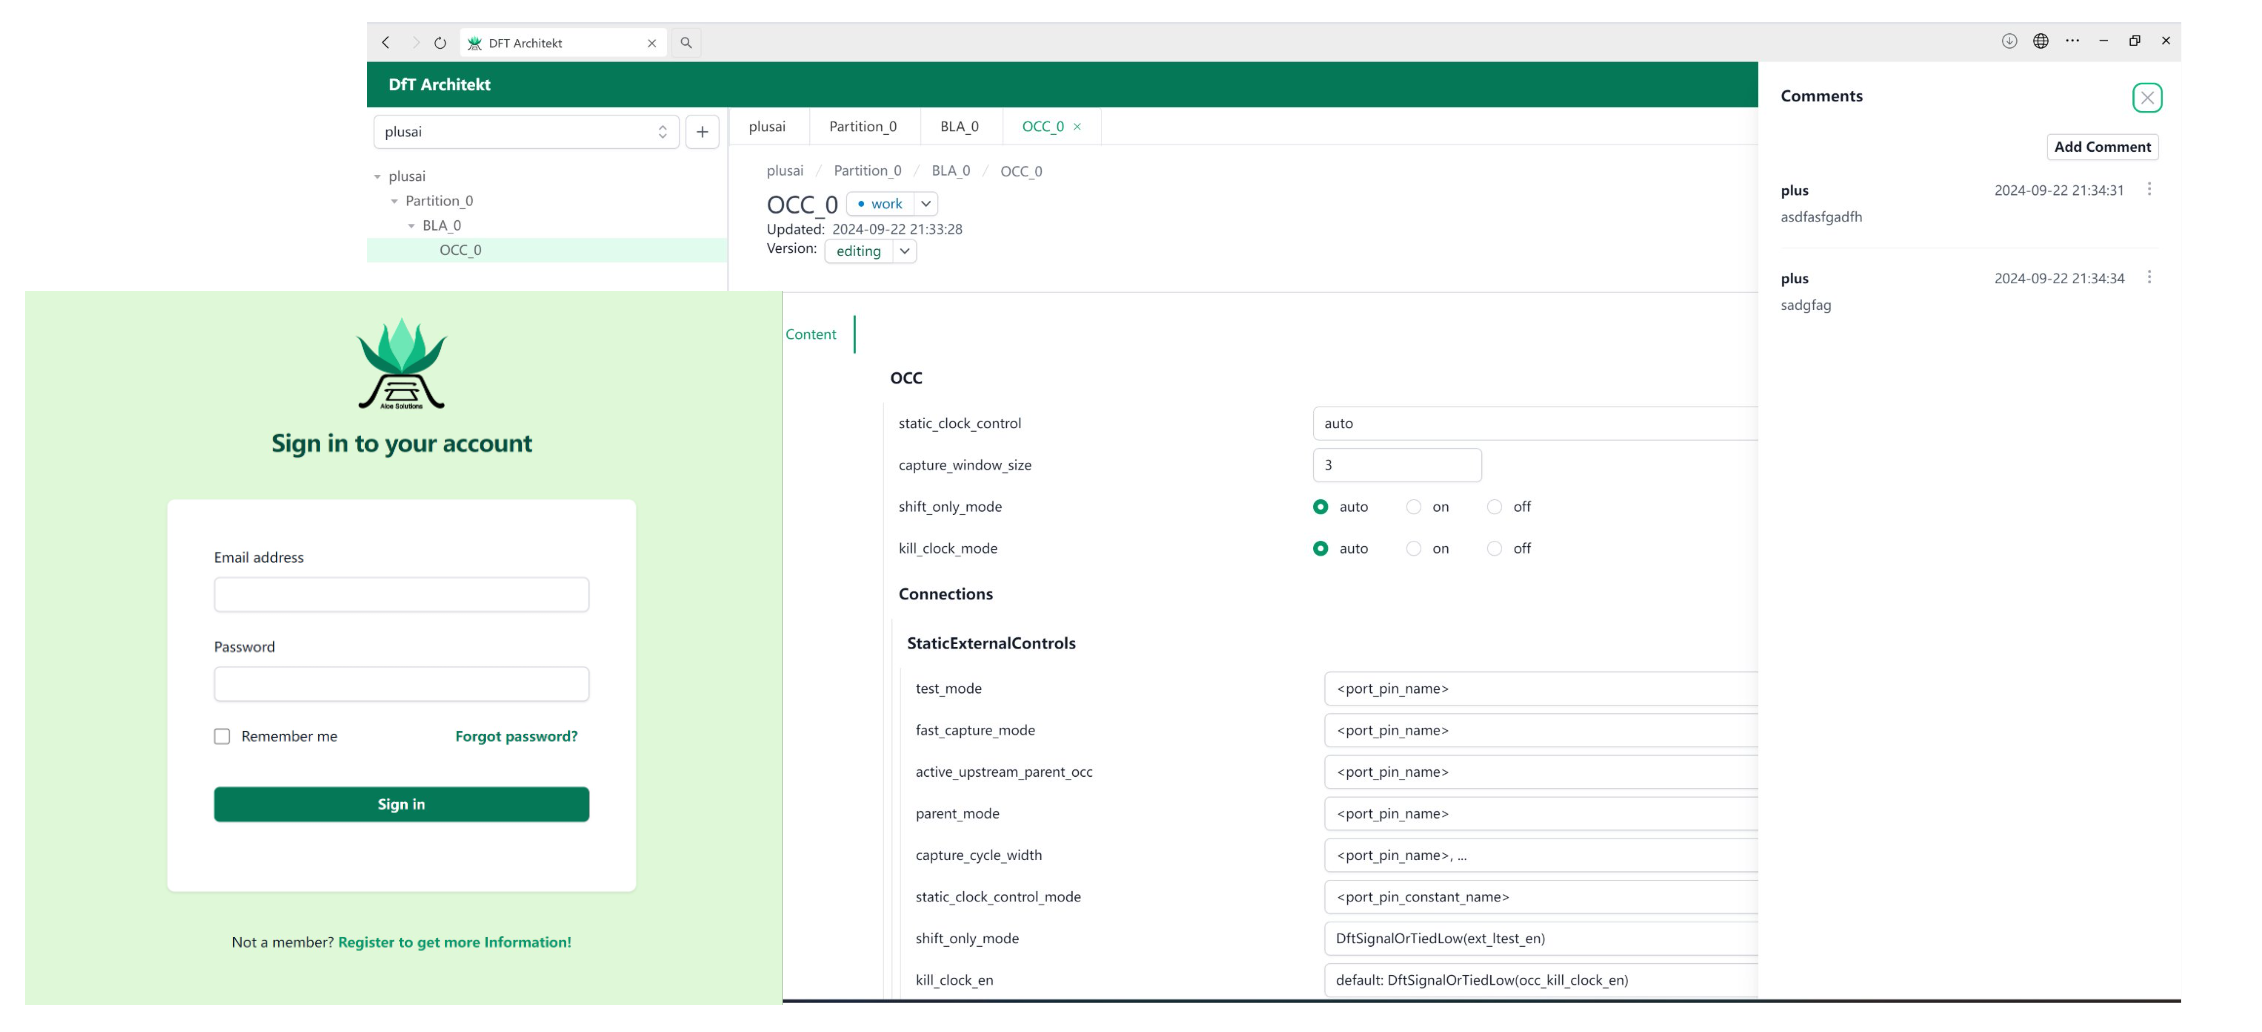 DFT Architekt
DfT Architekt
plusai
plusai
Partition_0
BLA_0
OCC_0
plusai
Partition_0
BLA_0
OCC_0
plusai / Partition_0 / BLA_0 / OCC_0
OCC_0
work
Updated: 2024-09-22 21:33:28
Version: editing
Content
OCC
static_clock_control auto
capture_window_size 3
shift_only_mode auto on off
kill_clock_mode auto on off
Connections
StaticExternalControls
test_mode <port_pin_name>
fast_capture_mode <port_pin_name>
active_upstream_parent_occ <port_pin_name>
parent_mode <port_pin_name>
capture_cycle_width <port_pin_name>, ...
static_clock_control_mode <port_pin_constant_name>
shift_only_mode DftSignalOrTiedLow(ext_ltest_en)
kill_clock_en default: DftSignalOrTiedLow(occ_kill_clock_en)
Comments
Add Comment
plus 2024-09-22 21:34:31
asdfasfgadfh
plus 2024-09-22 21:34:34
sadgfag
Aloe Solutions
Sign in to your account
Email address
Password
Remember me
Forgot password?
Sign in
Not a member? Register to get more Information!